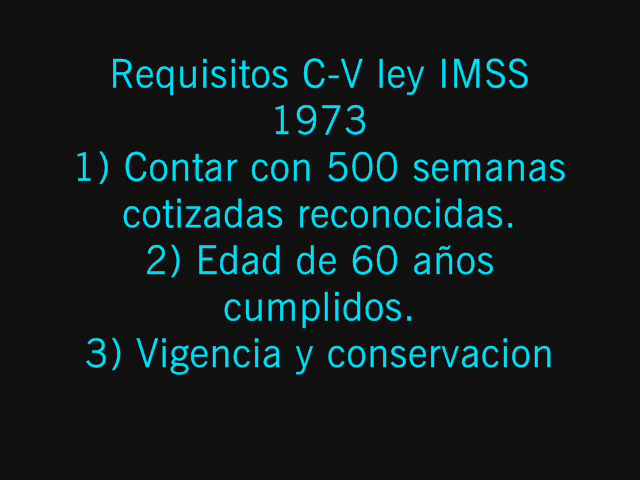 Requisitos C-V ley IMSS
1973
1) Contar con 500 semanas
cotizadas reconocidas.
2) Edad de 60 años
cumplidos.
3) Vigencia y conservacion